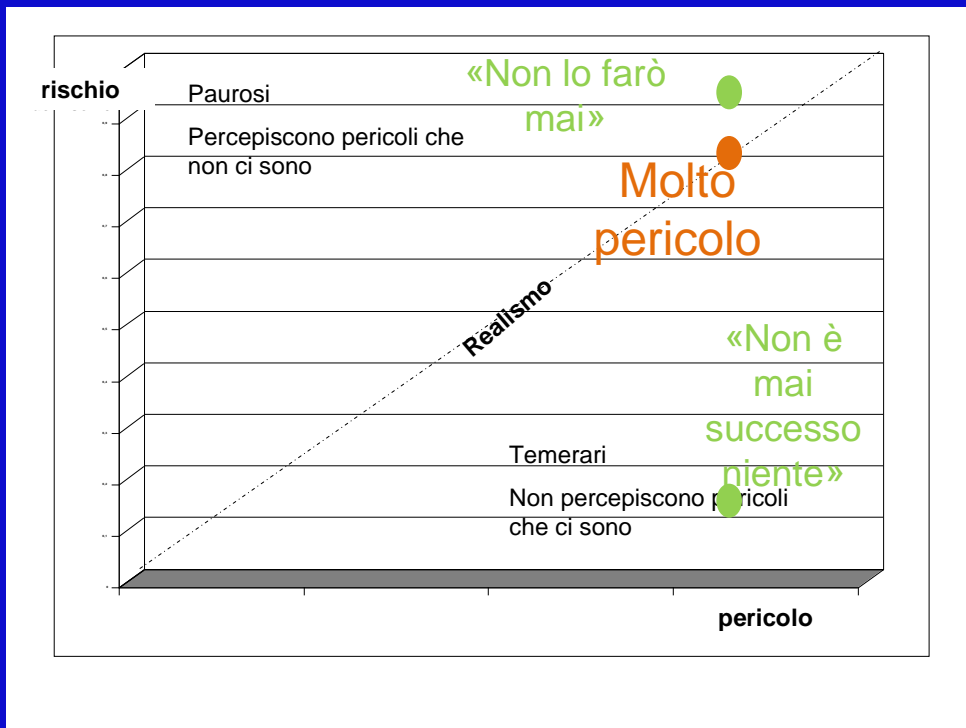 rischio
Paurosi
Percepiscono pericoli che
non ci sono
«Non lo farò
mai»
Molto
pericolo
Realismo
«Non è
mai
successo
niente»
Temerari
Non percepiscono pericoli
che ci sono
pericolo